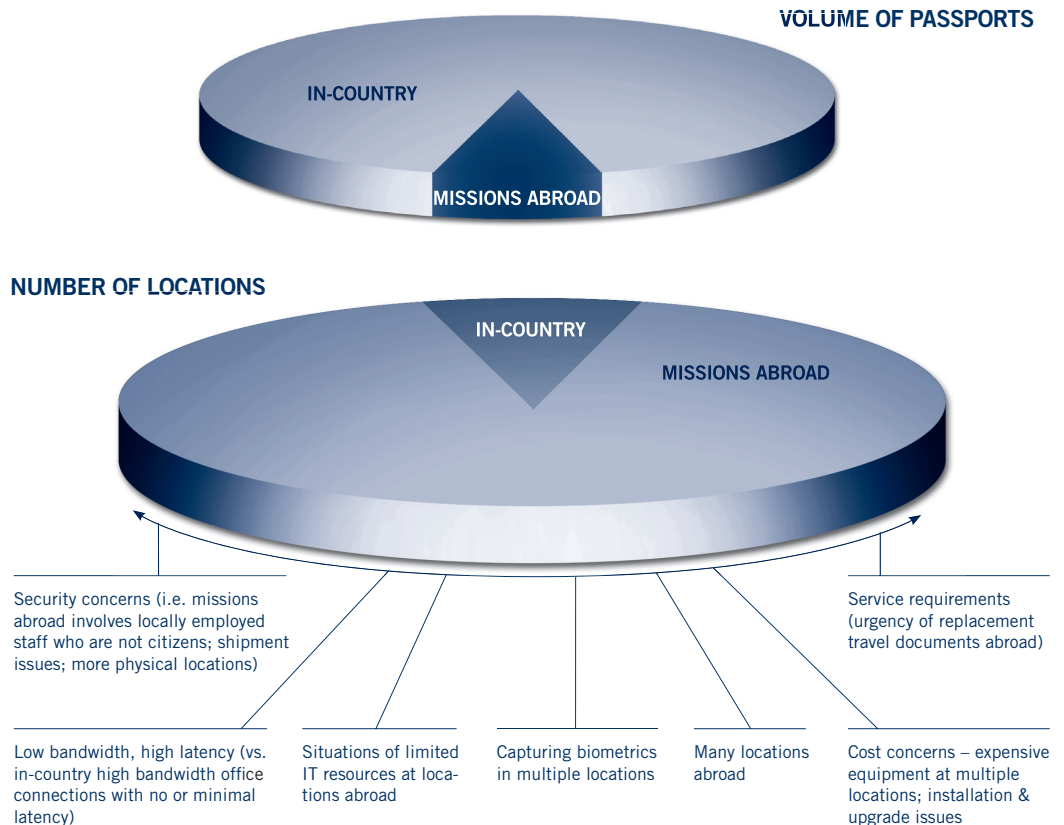 VOLUME OF PASSPORTS
IN-COUNTRY
MISSIONS ABROAD
NUMBER OF LOCATIONS
IN-COUNTRY
MISSIONS ABROAD
Security concerns (i.e. missions
abroad involves locally employed
staff who are not citizens; shipment
issues; more physical locations)
Service requirements
(urgency of replacement
travel documents abroad)
Low bandwidth, high latency (vs.
in-country high bandwidth office
connections with no or minimal
latency)
Situations of limited
IT resources at loca-
tions abroad
Capturing biometrics
in multiple locations
Many locations
abroad
Cost concerns – expensive
equipment at multiple
locations; installation &
upgrade issues